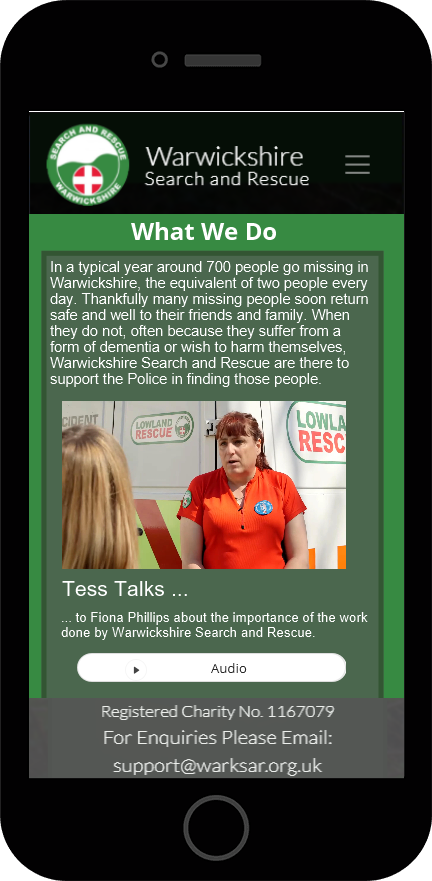 SEARCH AND RESCUE
WARWICKSHIRE
Warwickshire
Search and Rescue
What We Do
In a typical year around 700 people go missing in
Warwickshire, the equivalent of two people every
day. Thankfully many missing people soon return
safe and well to their friends and family. When
they do not, often because they suffer from a
form of dementia or wish to harm themselves,
Warwickshire Search and Rescue are there to
support the Police in finding those people.
CIDENT
LOWLAND
RESCUE
LOWL
RESC
Tess Talks ...
... to Fiona Phillips about the importance of the work
done by Warwickshire Search and Rescue.
Audio
Registered Charity No. 1167079
For Enquiries Please Email:
support@warksar.org.uk